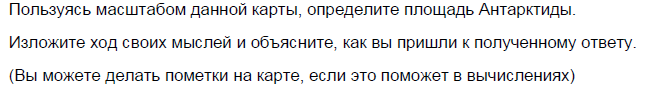 Пользуясь масштабом данной карты, определите площадь Антарктиды.
Изложите ход своих мыслей и объясните, как вы пришли к полученному ответу.
(Вы можете делать пометки на карте, если это поможет в вычислениях)